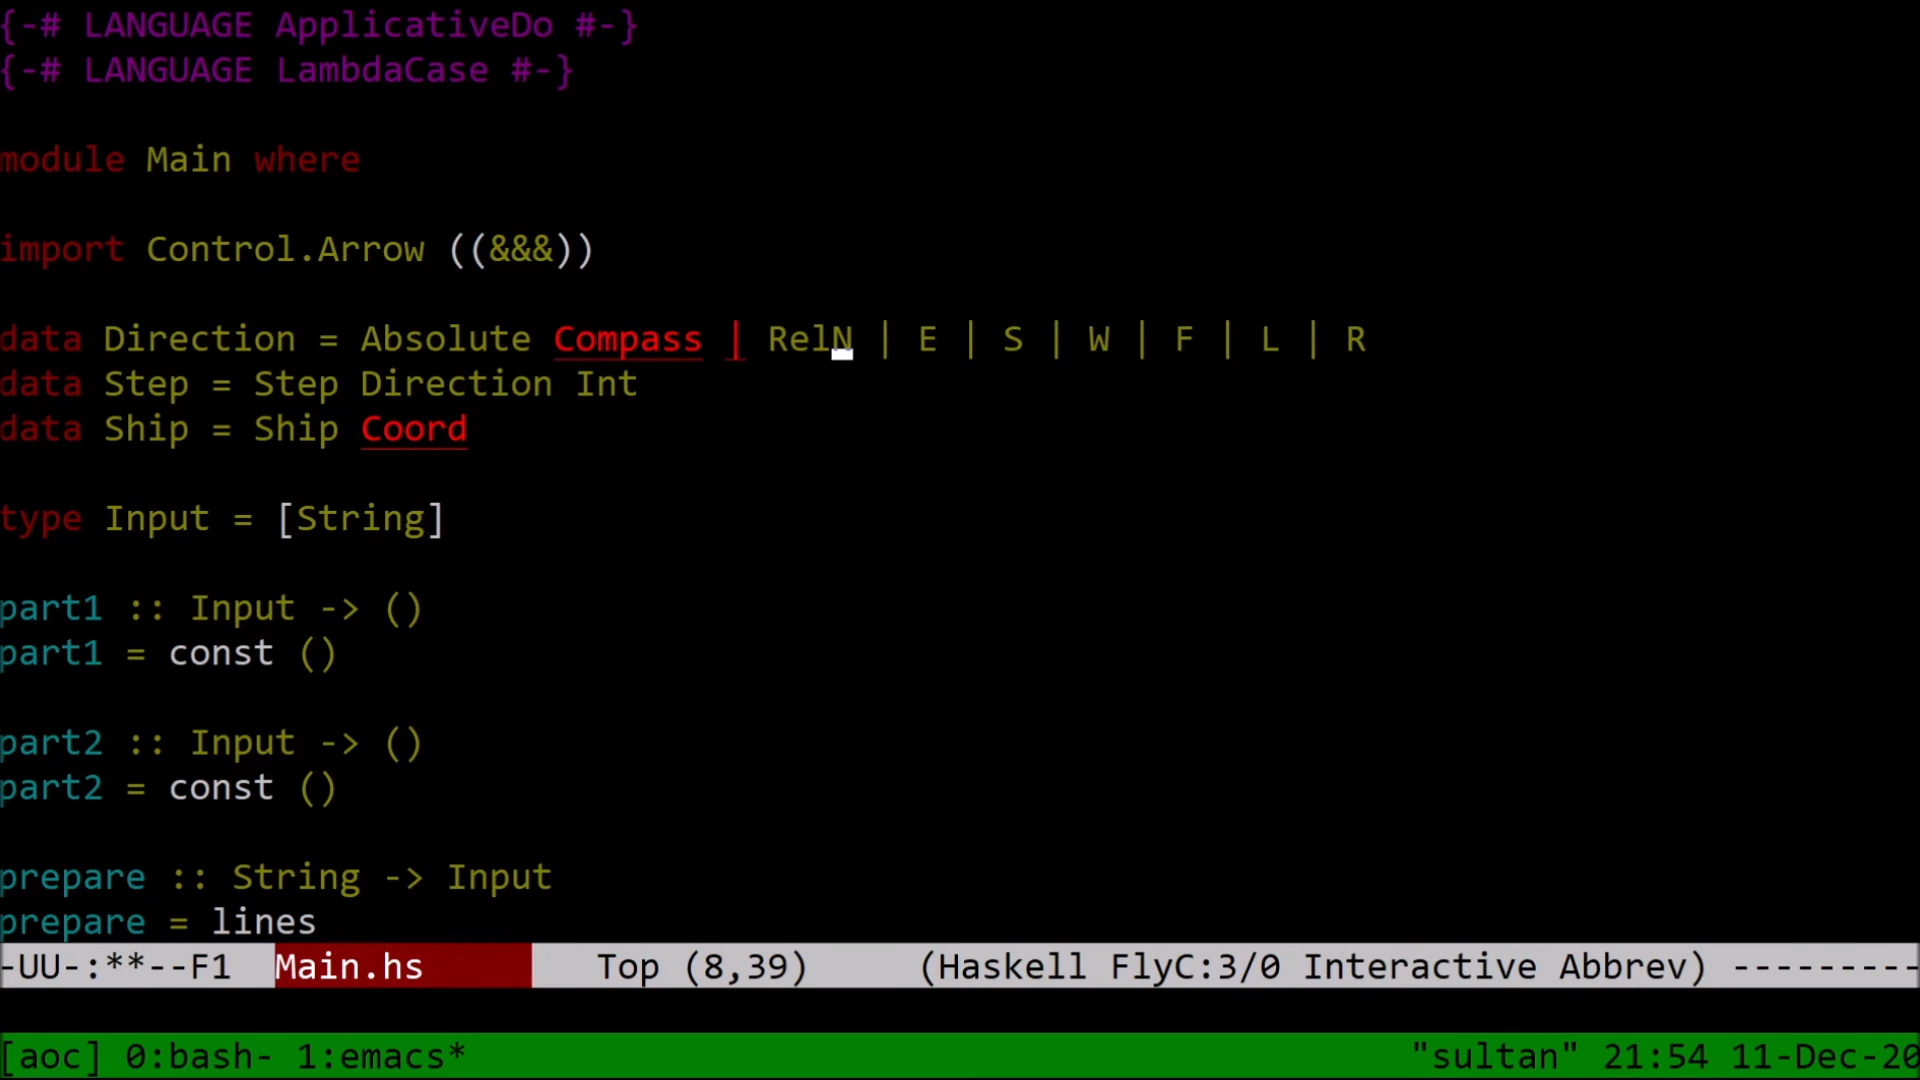 {-# LANGUAGE ApplicativeDo #-}
{-# LANGUAGE LambdaCase #-}
module Main where
import Control.Arrow ((&&&))
data Direction = Absolute Compass | RelN | E | S | W | F | L | R
data Step = Step Direction Int
data Ship = Ship Coord
type Input = [String]
part1 :: Input -> ()
part1 = const ()
part2 :: Input -> ()
part2 = const ()
prepare :: String -> Input
prepare = lines
-UU-:**--F1  Main.hs  Top (8,39)  (Haskell FlyC:3/0 Interactive Abbrev) ---------
[aoc] 0:bash- 1:emacs*  "sultan" 21:54 11-Dec-20